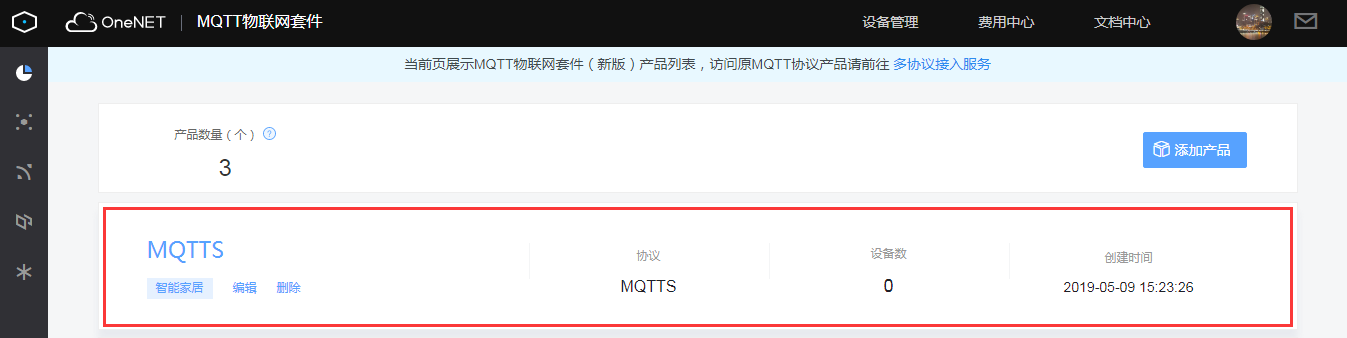 OneNET MQTT物联网套件 设备管理 费用中心 文档中心
当前页展示MQTT物联网套件（新版）产品列表，访问原MQTT协议产品请前往 多协议接入服务
产品数量（个） ?
3
添加产品
MQTTS
智能家居 编辑 删除
协议
MQTTS
设备数
0
创建时间
2019-05-09 15:23:26